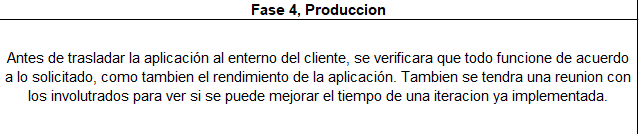 Fase 4, Produccion
Antes de trasladar la aplicación al enterno del cliente, se verificara que todo funcione de acuerdo
a lo solicitado, como tambien el rendimiento de la aplicación. Tambien se tendra una reunion con
los involutrados para ver si se puede mejorar el tiempo de una iteracion ya implementada.